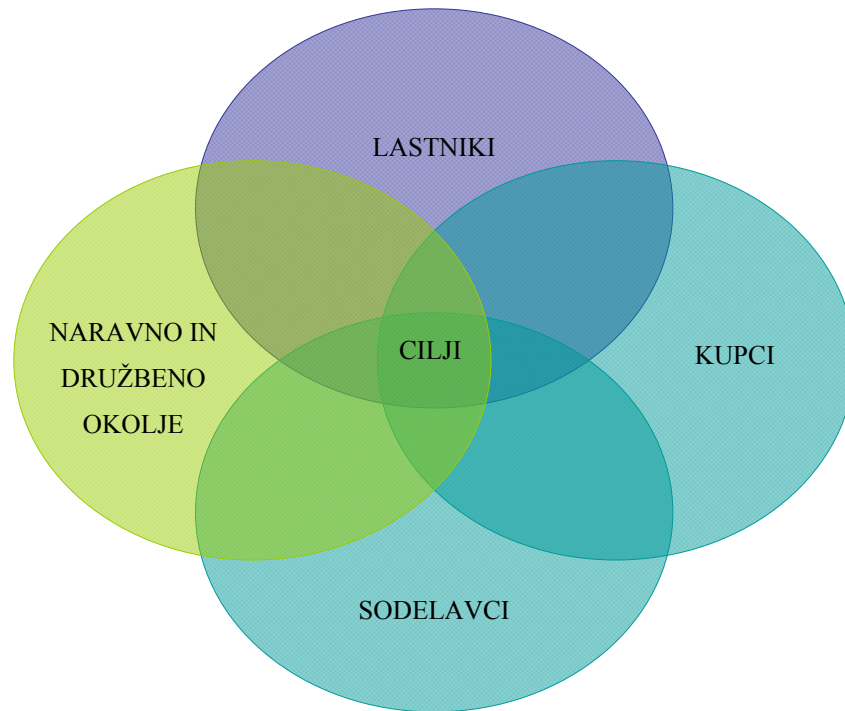 LASTNIKI
NARAVNO IN
DRUŽBENO
OKOLJE
CILJI
KUPCI
SODELAVCI